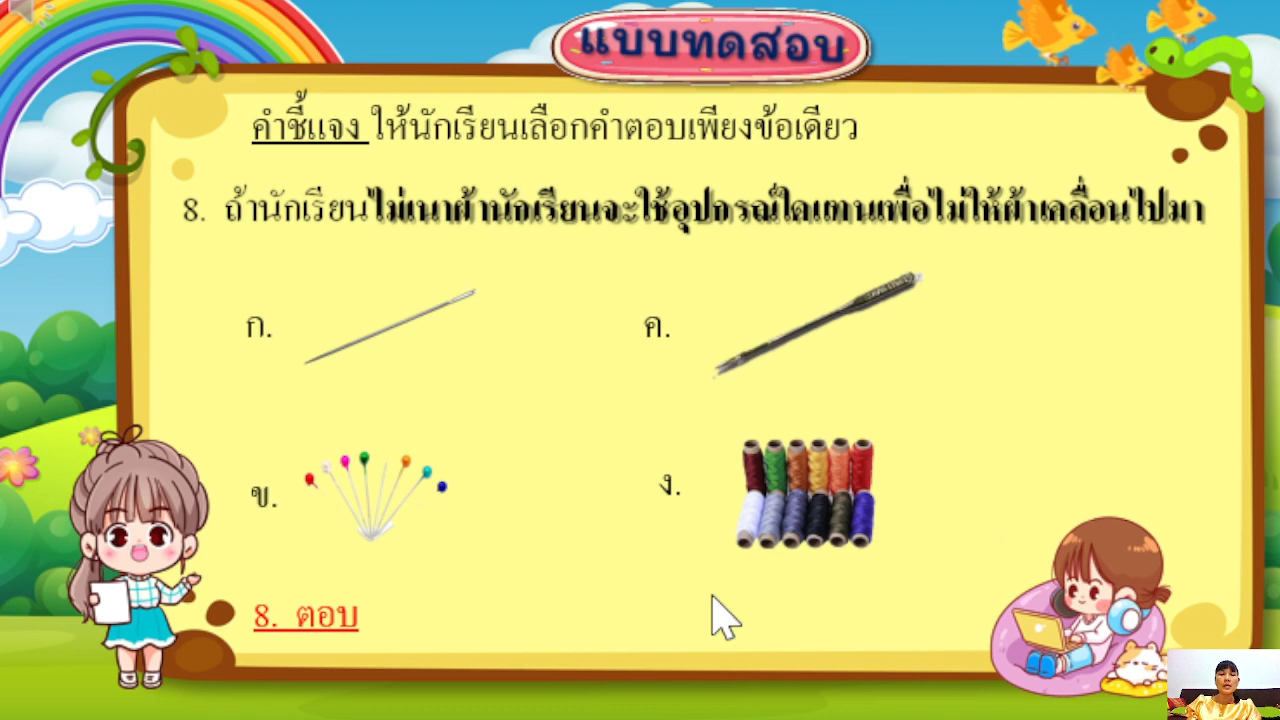 แบบทดสอบ
คำชี้แจง ให้นักเรียนเลือกคำตอบเพียงข้อเดียว
8. ถ้านักเรียนไม่เนาผ้านักเรียนจะใช้อุปกรณ์ใดแทนเพื่อไม่ให้ผ้าเคลื่อนไปมา
ก.
ค.
ข.
ง.
8. ตอบ